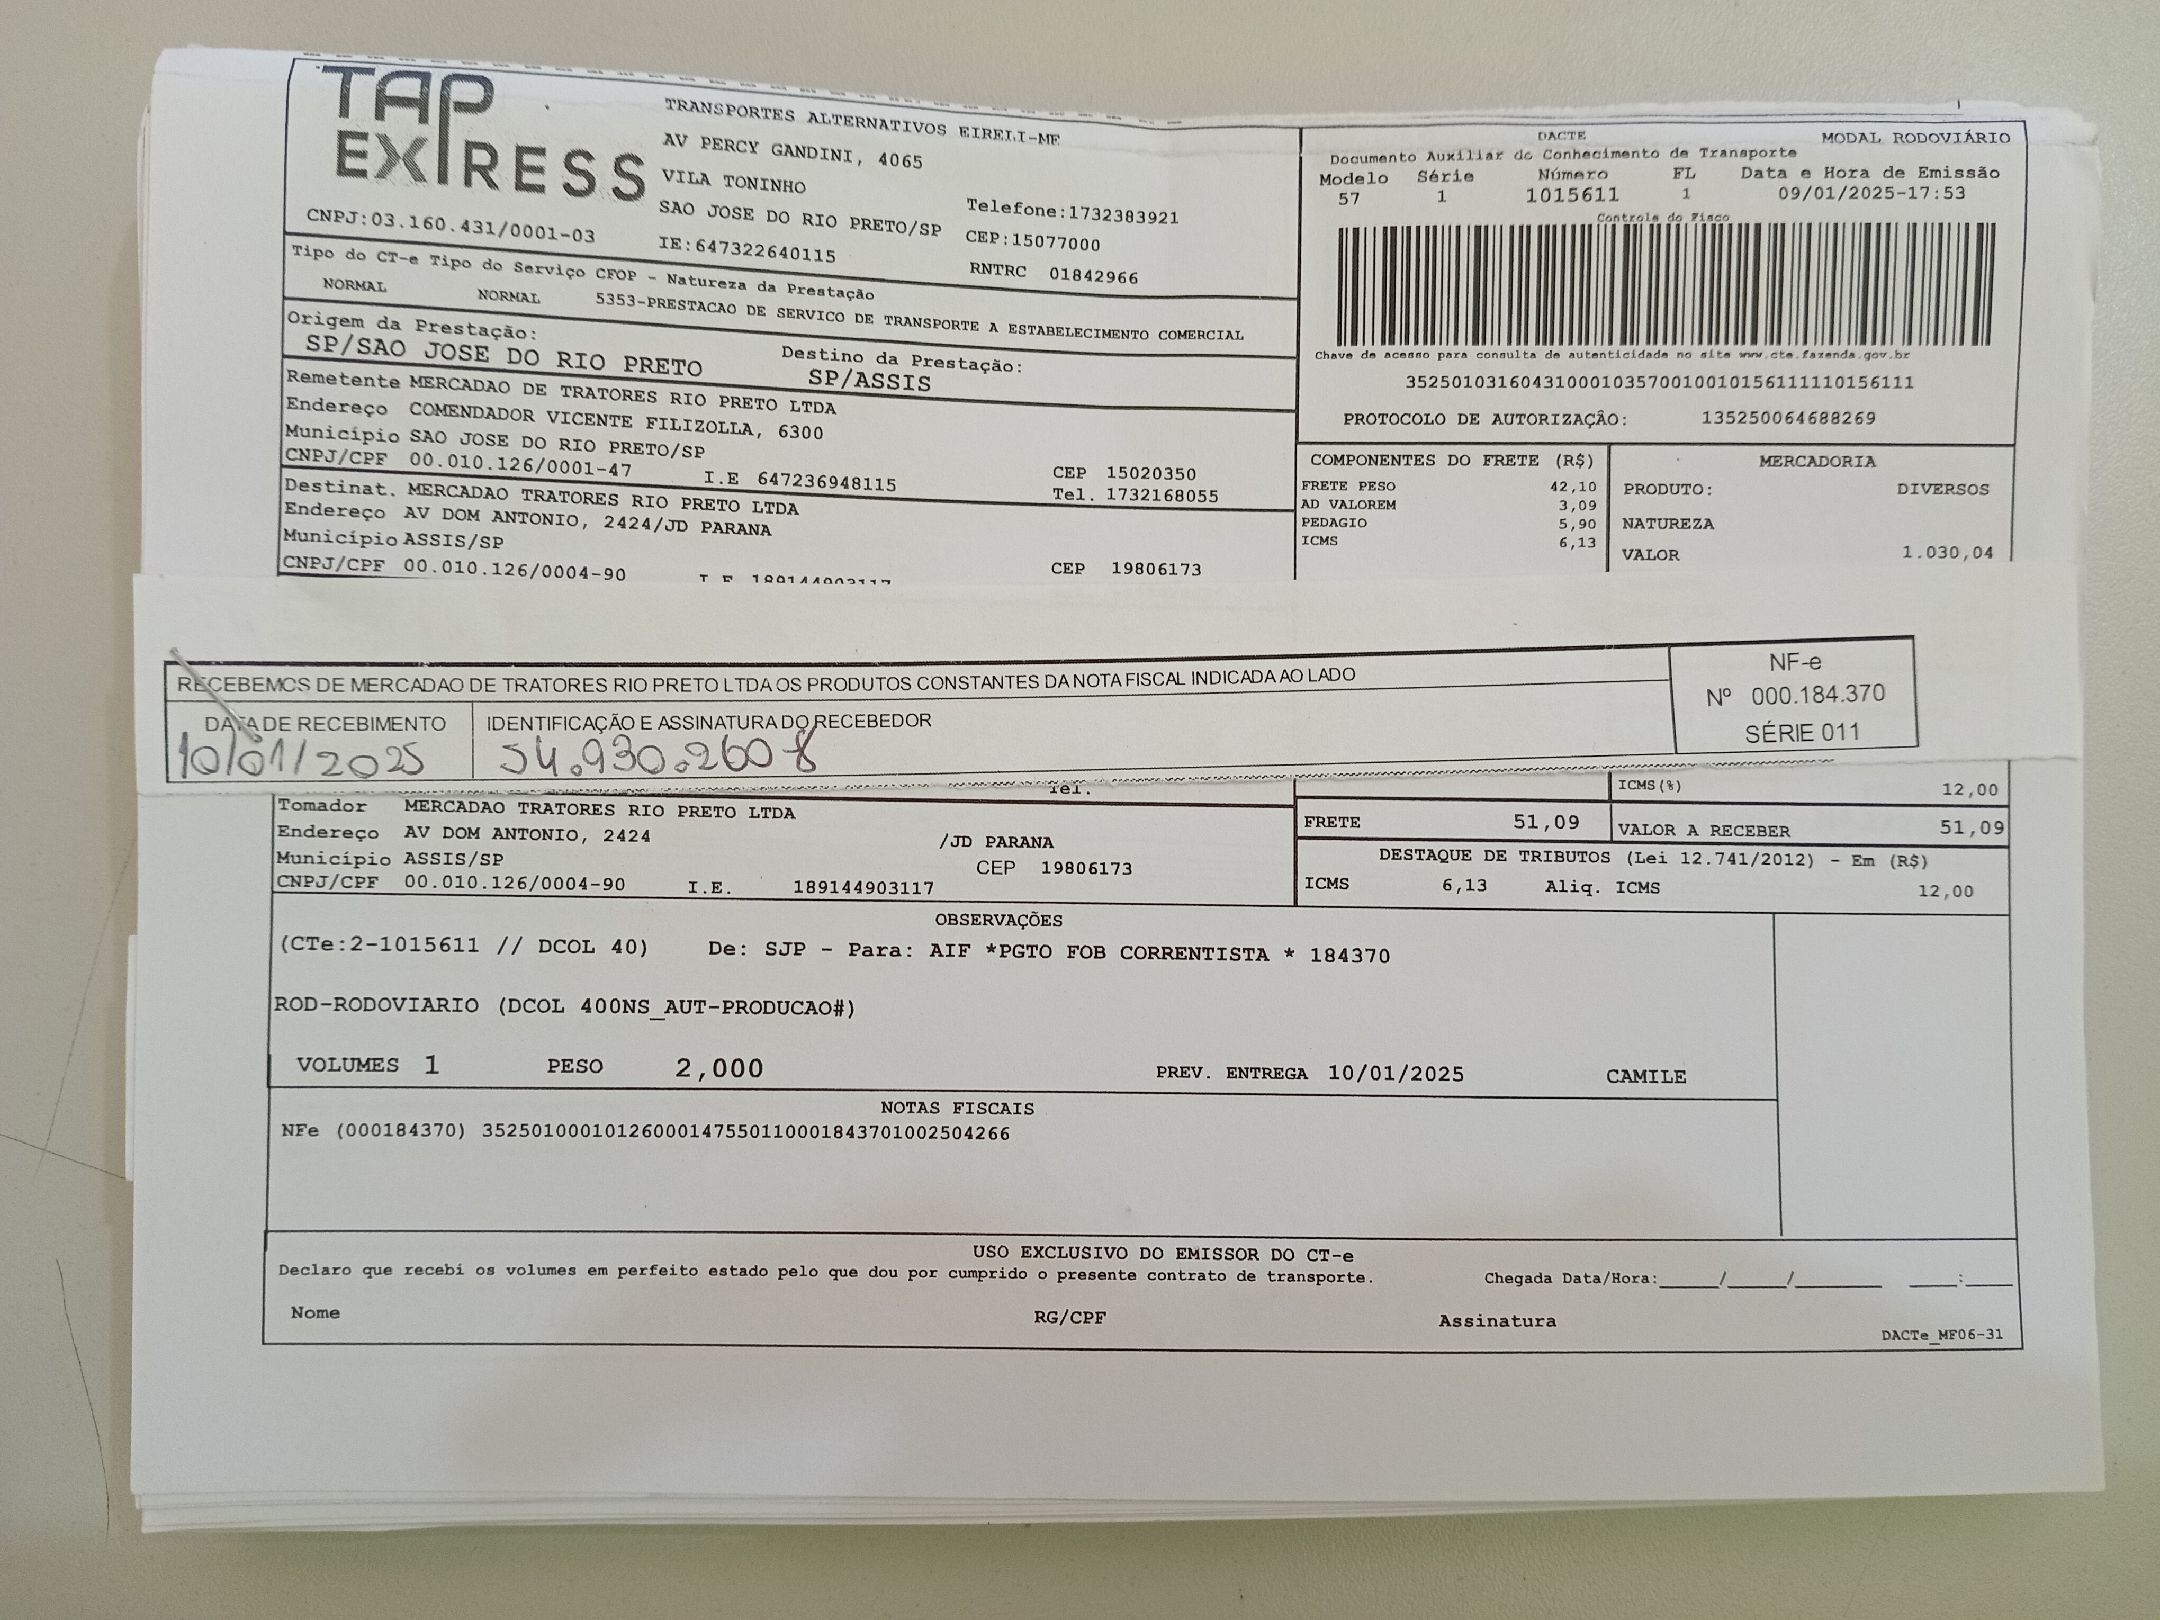 TAP
EXPRESS
TRANSPORTES ALTERNATIVOS EIRELI-ME
AV PERCY GANDINI, 4065
VILA TONINHO
SAO JOSE DO RIO PRETO/SP Telefone:1732383921
CNPJ:03.160.431/0001-03 IE:647322640115 CEP:15077000
RNTRC 01842966
Tipo do CT-e Tipo do Serviço CFOP - Natureza da Prestação
NORMAL NORMAL 5353-PRESTACAO DE SERVICO DE TRANSPORTE A ESTABELECIMENTO COMERCIAL
Origem da Prestação: Destino da Prestação:
SP/SAO JOSE DO RIO PRETO SP/ASSIS
Remetente MERCADAO DE TRATORES RIO PRETO LTDA
Endereço COMENDADOR VICENTE FILIZOLLA, 6300
Município SAO JOSE DO RIO PRETO/SP CEP 15020350
CNPJ/CPF 00.010.126/0001-47 I.E 647236948115 Tel. 1732168055
Destinat. MERCADAO TRATORES RIO PRETO LTDA
Endereço AV DOM ANTONIO, 2424/JD PARANA
Município ASSIS/SP CEP 19806173
CNPJ/CPF 00.010.126/0004-90 I.E 189144903117
DACTE MODAL RODOVIÁRIO
Documento Auxiliar do Conhecimento de Transporte
Modelo Série Número FL Data e Hora de Emissão
57 1 1015611 1 09/01/2025-17:53
Controle do Fisco
Chave de acesso para consulta de autenticidade no site www.cte.fazenda.gov.br
35250103160431000103570010010156111110156111
PROTOCOLO DE AUTORIZAÇÃO: 135250064688269
COMPONENTES DO FRETE (R$)
FRETE PESO 42,10
AD VALOREM 3,09
PEDAGIO 5,90
ICMS 6,13
MERCADORIA
PRODUTO: DIVERSOS
NATUREZA
VALOR 1.030,04
RECEBEMOS DE MERCADAO DE TRATORES RIO PRETO LTDA OS PRODUTOS CONSTANTES DA NOTA FISCAL INDICADA AO LADO
DATA DE RECEBIMENTO IDENTIFICAÇÃO E ASSINATURA DO RECEBEDOR
10/01/2025 54.930.260 8
NF-e
Nº 000.184.370
SÉRIE 011
Tel.
Tomador MERCADAO TRATORES RIO PRETO LTDA
Endereço AV DOM ANTONIO, 2424 /JD PARANA
Município ASSIS/SP CEP 19806173
CNPJ/CPF 00.010.126/0004-90 I.E. 189144903117
ICMS(%) 12,00
FRETE 51,09 VALOR A RECEBER 51,09
DESTAQUE DE TRIBUTOS (Lei 12.741/2012) - Em (R$)
ICMS 6,13 Aliq. ICMS 12,00
OBSERVAÇÕES
(CTe:2-1015611 // DCOL 40) De: SJP - Para: AIF *PGTO FOB CORRENTISTA * 184370
ROD-RODOVIARIO (DCOL 400NS_AUT-PRODUCAO#)
VOLUMES 1 PESO 2,000 PREV. ENTREGA 10/01/2025 CAMILE
NOTAS FISCAIS
NFe (000184370) 35250100010126000147550110001843701002504266
USO EXCLUSIVO DO EMISSOR DO CT-e
Declaro que recebi os volumes em perfeito estado pelo que dou por cumprido o presente contrato de transporte. Chegada Data/Hora:_____/_____/_______ ____:____
Nome RG/CPF Assinatura
DACTe_MF06-31